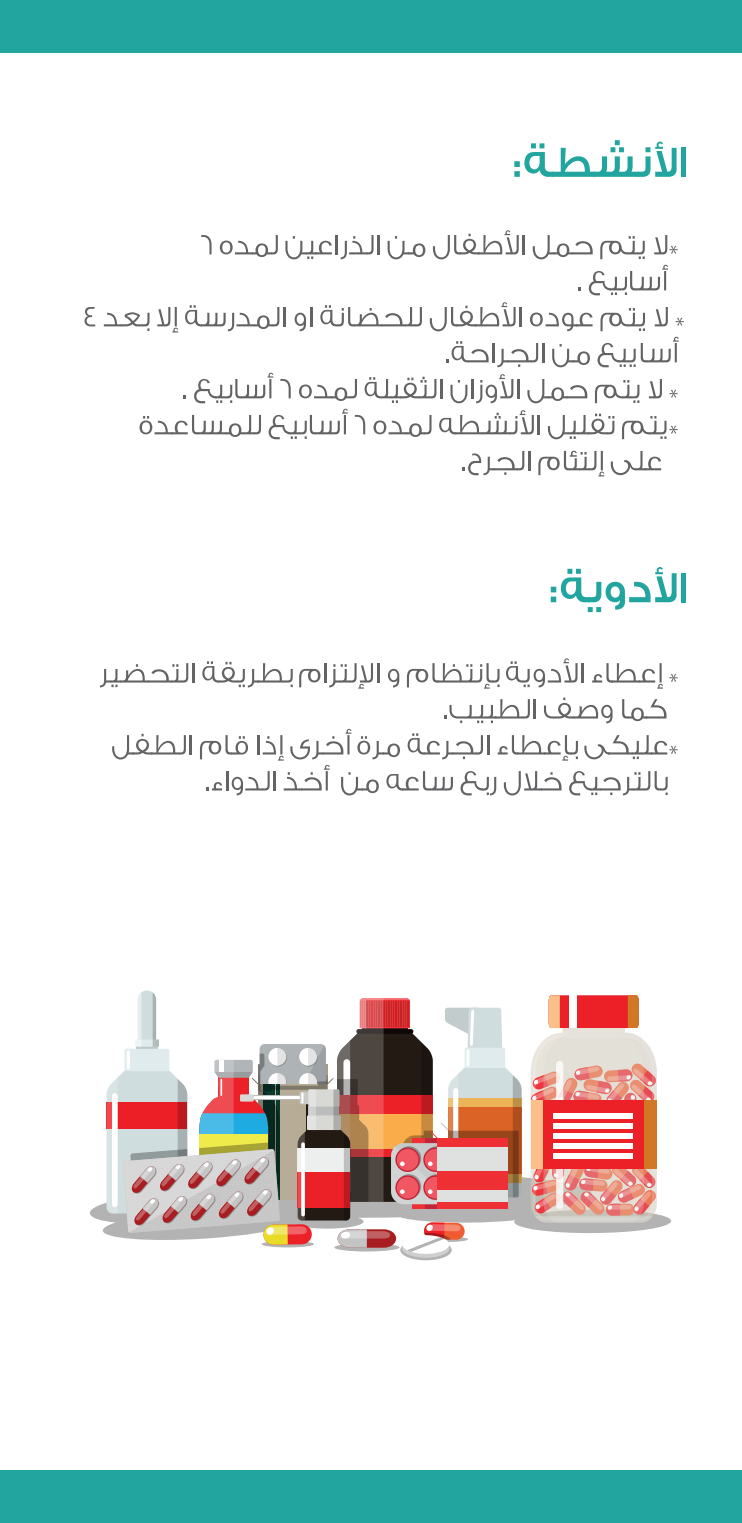 الأنشطة:
*لا يتم حمل الأطفال من الذراعين لمده ٦
أسابيع .
* لا يتم عوده الأطفال للحضانة او المدرسة إلا بعد ٤
أسابيع من الجراحة.
* لا يتم حمل الأوزان الثقيلة لمده ٦ أسابيع .
*يتم تقليل الأنشطه لمده ٦ أسابيع للمساعدة
على إلتئام الجرح.
الأدوية:
* إعطاء الأدوية بإنتظام و الإلتزام بطريقة التحضير
كما وصف الطبيب.
*عليكى بإعطاء الجرعة مرة أخرى إذا قام الطفل
بالترجيع خلال ربع ساعه من أخذ الدواء.